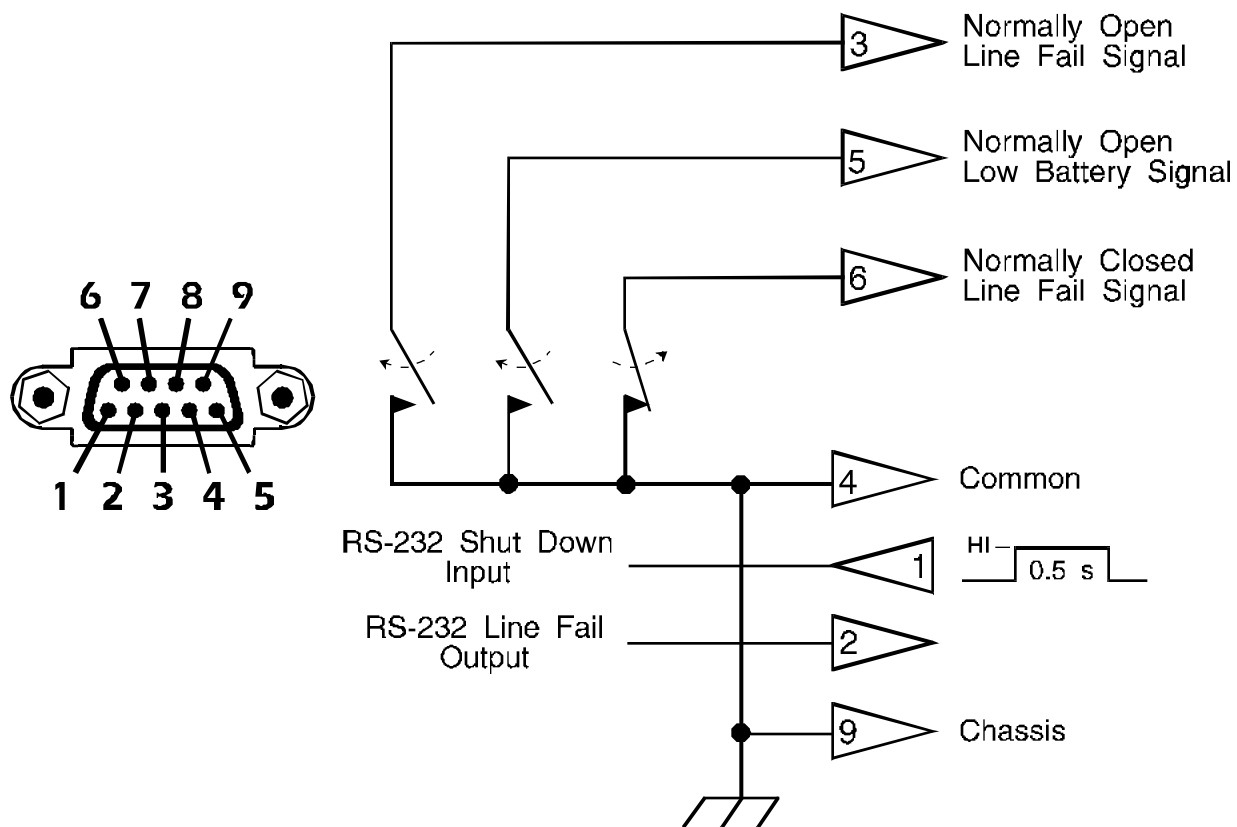 3
Normally Open
Line Fail Signal
5
Normally Open
Low Battery Signal
6
Normally Closed
Line Fail Signal
6 7 8 9
1 2 3 4 5
4
Common
RS-232 Shut Down
Input
1
HI
0.5 s
RS-232 Line Fail
Output
2
9
Chassis